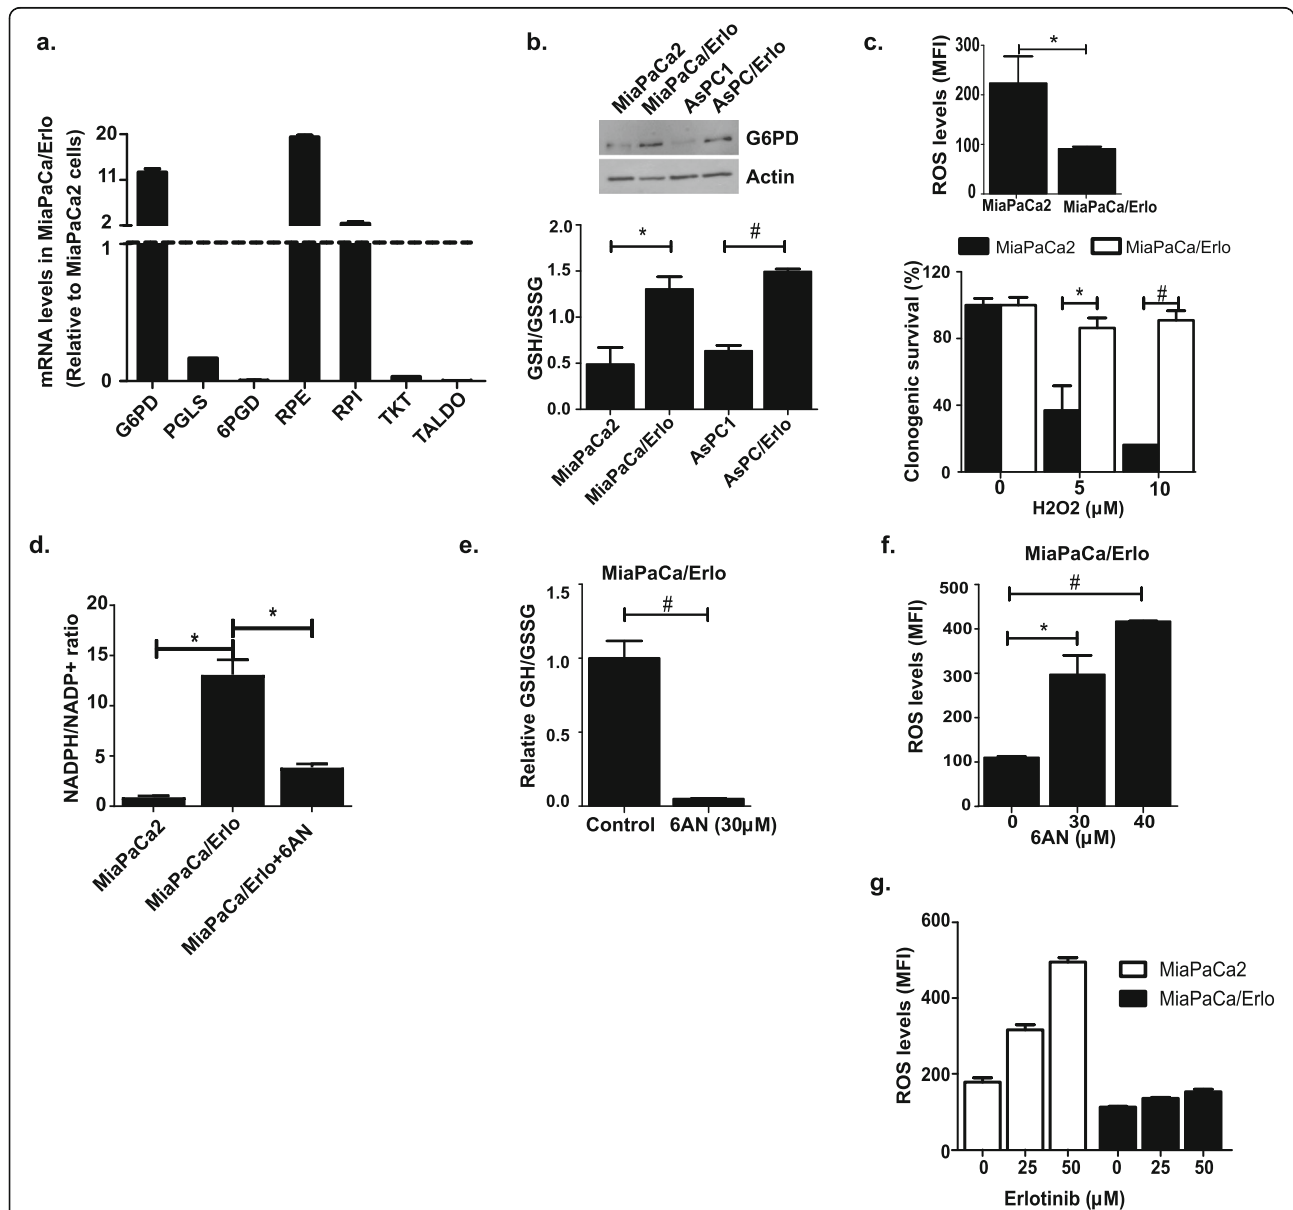 a.
mRNA levels in MiaPaCa/Erlo
(Relative to MiaPaCa2 cells)
20
11
2
1
0
G6PD
PGLS
6PGD
RPE
RPI
TKT
TALDO
b.
MiaPaCa2
MiaPaCa/Erlo
AsPC1
AsPC/Erlo
G6PD
Actin
GSH/GSSG
2.0
1.5
1.0
0.5
0.0
*
#
MiaPaCa2
MiaPaCa/Erlo
AsPC1
AsPC/Erlo
c.
ROS levels (MFI)
300
200
100
0
*
MiaPaCa2
MiaPaCa/Erlo
MiaPaCa2
MiaPaCa/Erlo
Clonogenic survival (%)
120
80
40
0
*
#
0
5
10
H2O2 (µM)
d.
NADPH/NADP+ ratio
20
15
10
5
0
*
*
MiaPaCa2
MiaPaCa/Erlo
MiaPaCa/Erlo+6AN
e.
MiaPaCa/Erlo
Relative GSH/GSSG
1.5
1.0
0.5
0.0
#
Control
6AN (30µM)
f.
MiaPaCa/Erlo
ROS levels (MFI)
500
400
300
200
100
0
#
*
0
30
40
6AN (µM)
g.
ROS levels (MFI)
600
400
200
0
MiaPaCa2
MiaPaCa/Erlo
0
25
50
0
25
50
Erlotinib (µM)